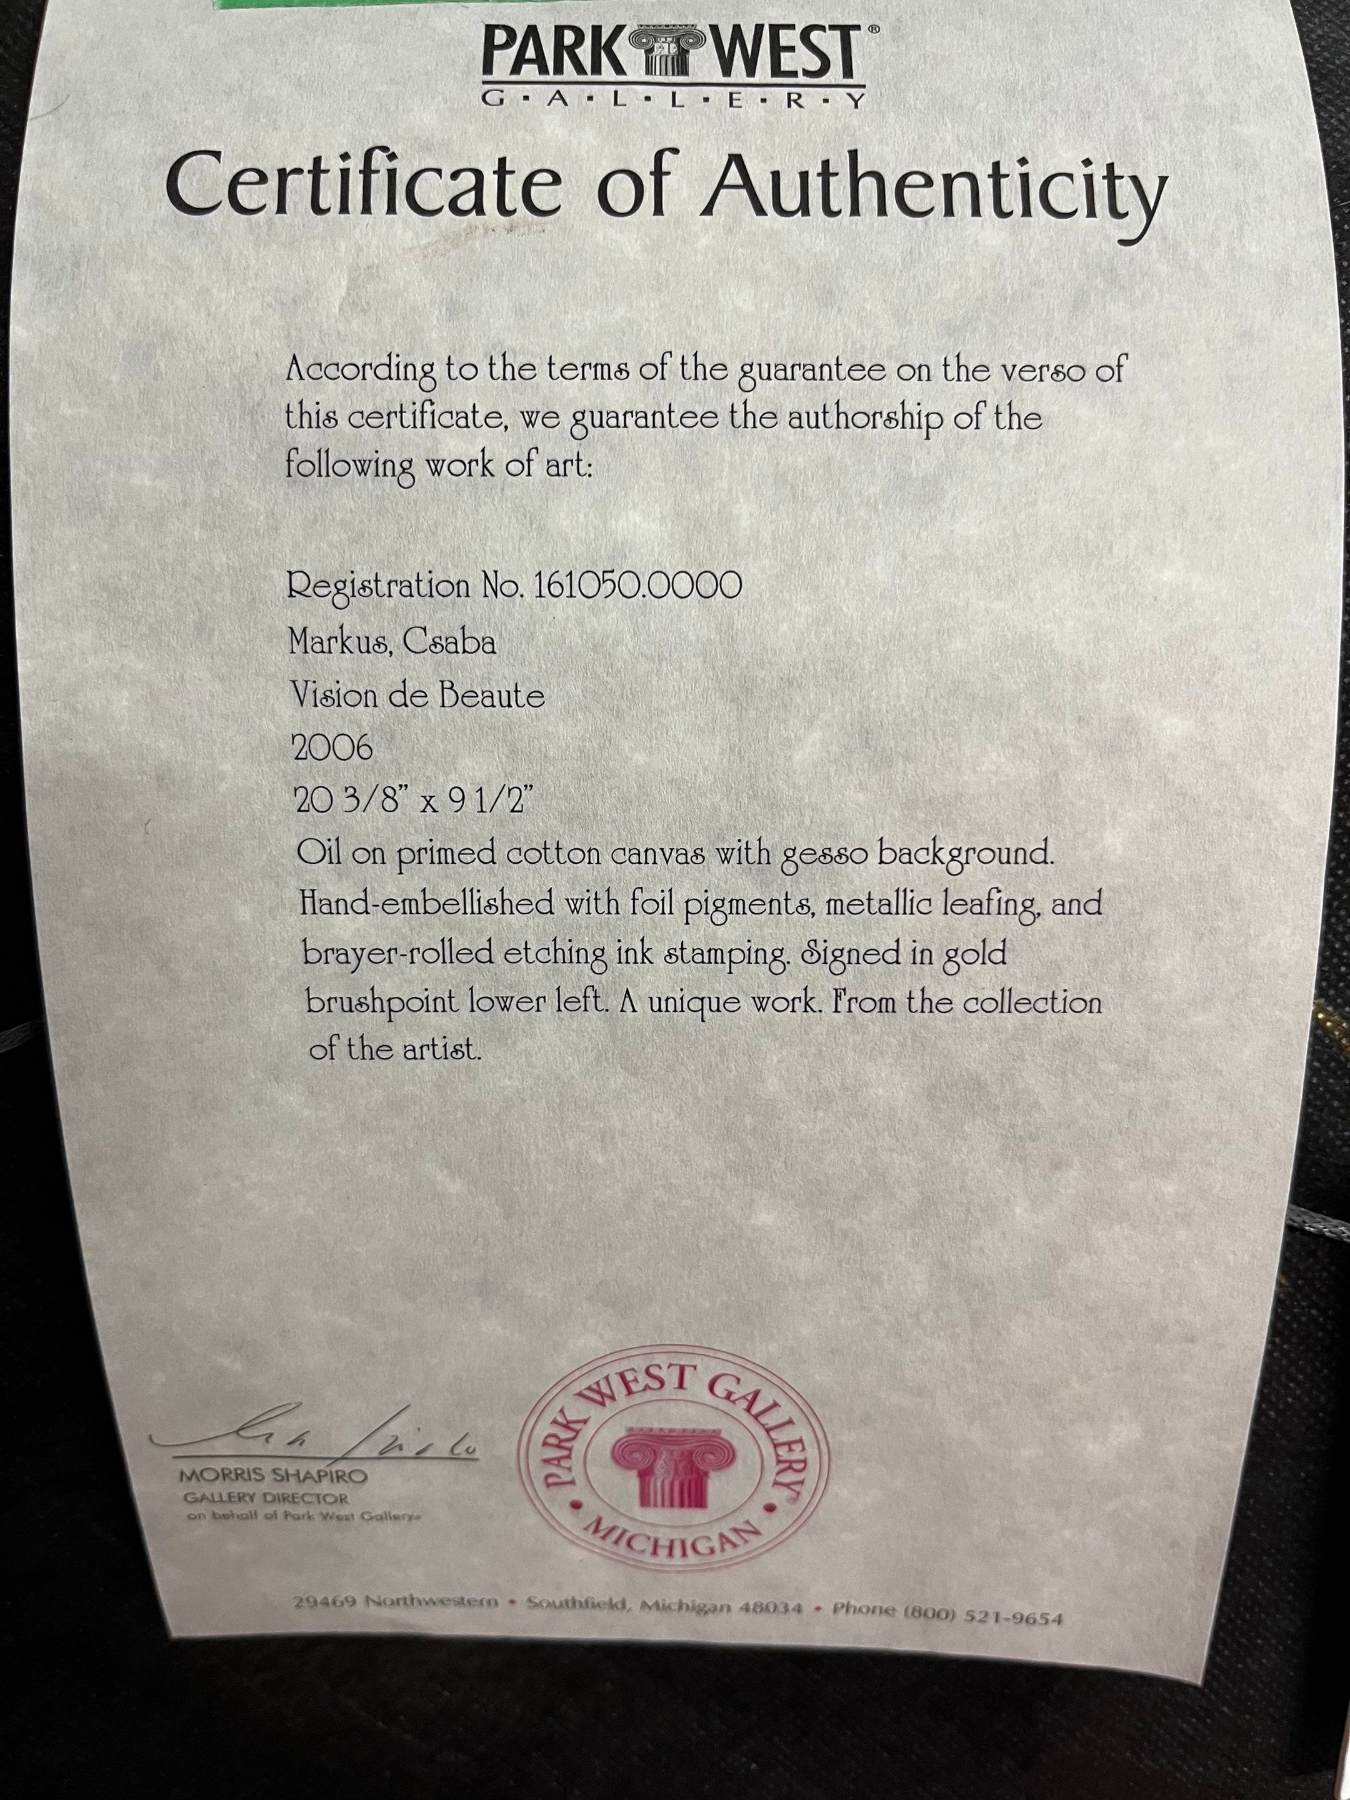 PARK WEST®
G·A·L·L·E·R·Y
Certificate of Authenticity
According to the terms of the guarantee on the verso of
this certificate, we guarantee the authorship of the
following work of art:
Registration No. 161050.0000
Markus, Csaba
Vision de Beaute
2006
20 3/8” x 9 1/2”
Oil on primed cotton canvas with gesso background.
Hand-embellished with foil pigments, metallic leafing, and
brayer-rolled etching ink stamping. Signed in gold
brushpoint lower left. A unique work. From the collection
of the artist.
MORRIS SHAPIRO
GALLERY DIRECTOR
on behalf of Park West Gallery®
PARK WEST GALLERY
• MICHIGAN •
29469 Northwestern • Southfield, Michigan 48034 • Phone (800) 521-9654